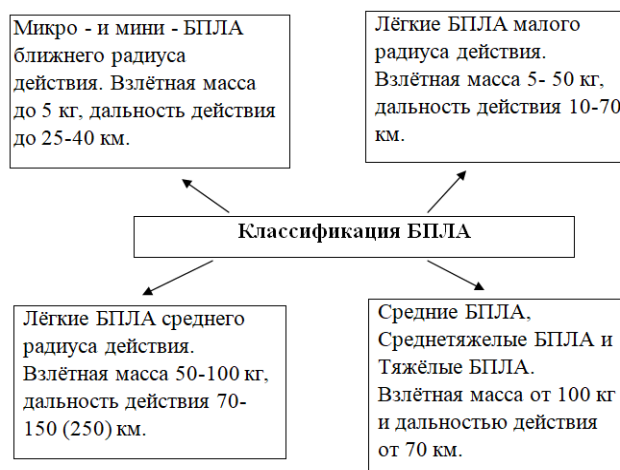 Микро - и мини - БПЛА
ближнего радиуса
действия. Взлётная масса
до 5 кг, дальность действия
до 25-40 км.
Лёгкие БПЛА малого
радиуса действия.
Взлётная масса 5- 50 кг,
дальность действия 10-70
км.
Классификация БПЛА
Лёгкие БПЛА среднего
радиуса действия.
Взлётная масса 50-100 кг,
дальность действия 70-
150 (250) км.
Средние БПЛА,
Среднетяжелые БПЛА и
Тяжёлые БПЛА.
Взлётная масса от 100 кг
и дальностью действия
от 70 км.